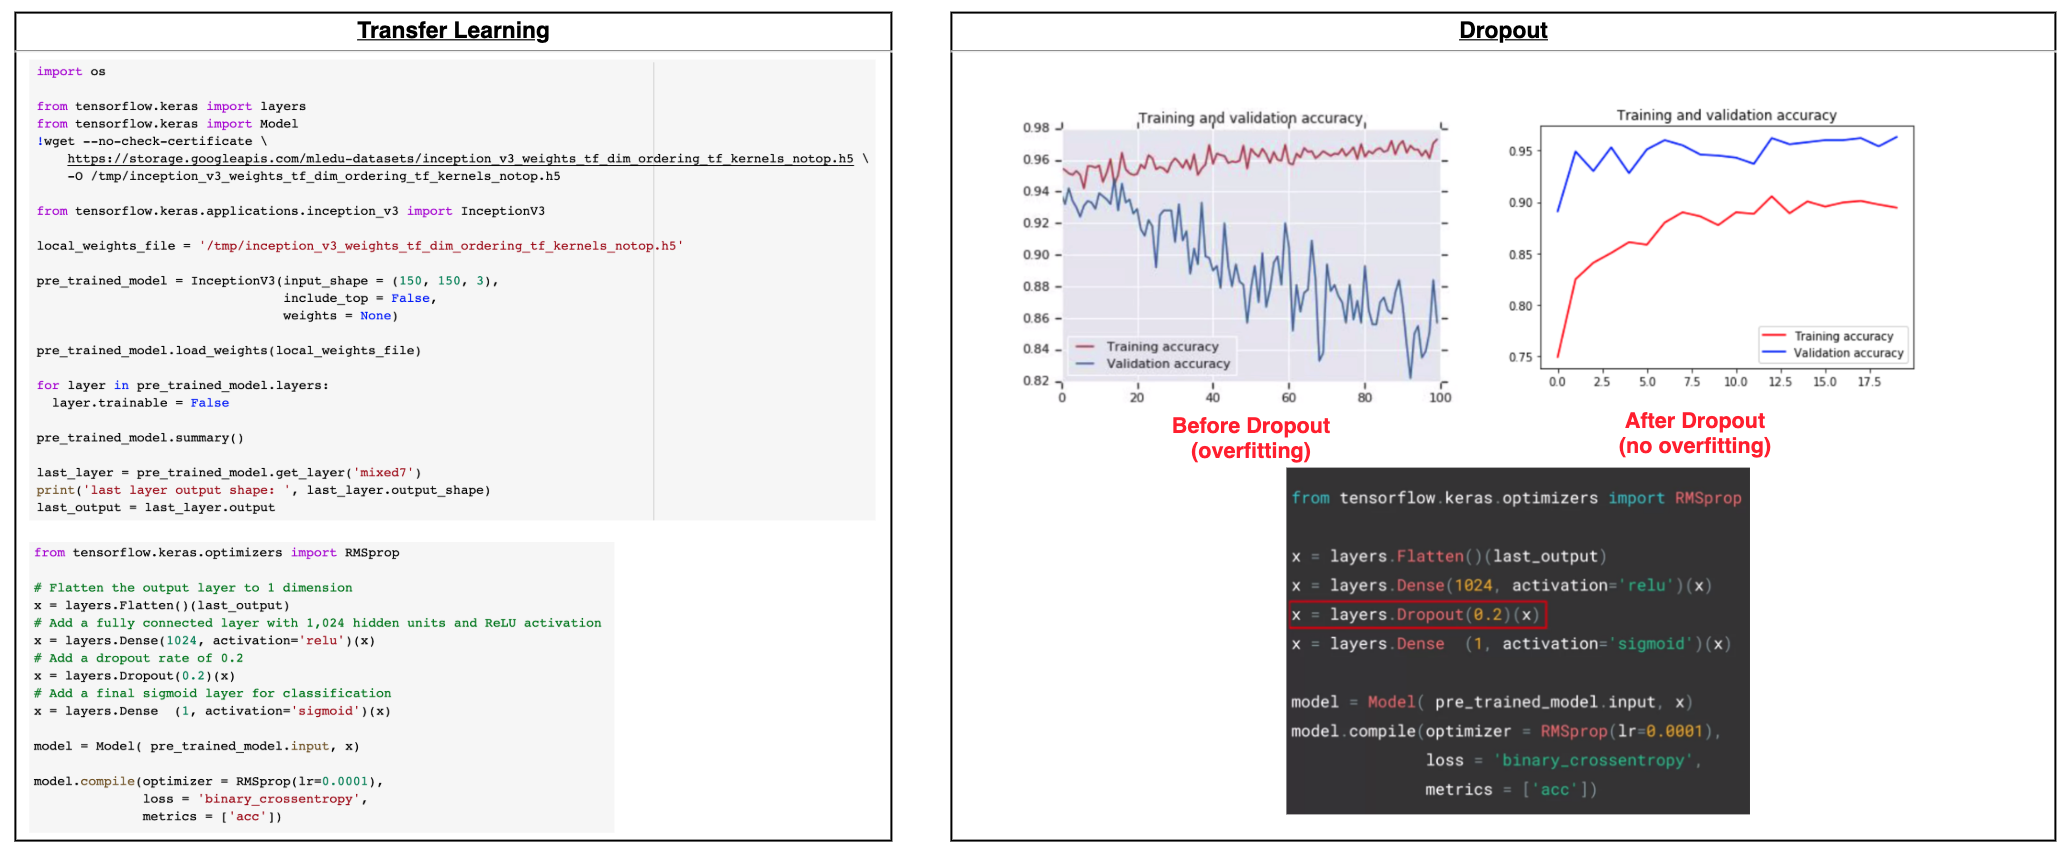 Transfer Learning
import os
from tensorflow.keras import layers
from tensorflow.keras import Model
!wget --no-check-certificate \
https://storage.googleapis.com/mledu-datasets/inception_v3_weights_tf_dim_ordering_tf_kernels_notop.h5 \
-O /tmp/inception_v3_weights_tf_dim_ordering_tf_kernels_notop.h5
from tensorflow.keras.applications.inception_v3 import InceptionV3
local_weights_file = '/tmp/inception_v3_weights_tf_dim_ordering_tf_kernels_notop.h5'
pre_trained_model = InceptionV3(input_shape = (150, 150, 3),
include_top = False,
weights = None)
pre_trained_model.load_weights(local_weights_file)
for layer in pre_trained_model.layers:
layer.trainable = False
pre_trained_model.summary()
last_layer = pre_trained_model.get_layer('mixed7')
print('last layer output shape: ', last_layer.output_shape)
last_output = last_layer.output
from tensorflow.keras.optimizers import RMSprop
# Flatten the output layer to 1 dimension
x = layers.Flatten()(last_output)
# Add a fully connected layer with 1,024 hidden units and ReLU activation
x = layers.Dense(1024, activation='relu')(x)
# Add a dropout rate of 0.2
x = layers.Dropout(0.2)(x)
# Add a final sigmoid layer for classification
x = layers.Dense  (1, activation='sigmoid')(x)
model = Model( pre_trained_model.input, x)
model.compile(optimizer = RMSprop(lr=0.0001),
loss = 'binary_crossentropy',
metrics = ['acc'])
Dropout
Training and validation accuracy
0.98
0.96
0.94
0.92
0.90
0.88
0.86
0.84
0.82
Training accuracy
Validation accuracy
0 20 40 60 80 100
Before Dropout
(overfitting)
Training and validation accuracy
0.95
0.90
0.85
0.80
0.75
Training accuracy
Validation accuracy
0.0 2.5 5.0 7.5 10.0 12.5 15.0 17.5
After Dropout
(no overfitting)
from tensorflow.keras.optimizers import RMSprop
x = layers.Flatten()(last_output)
x = layers.Dense(1024, activation='relu')(x)
x = layers.Dropout(0.2)(x)
x = layers.Dense  (1, activation='sigmoid')(x)
model = Model( pre_trained_model.input, x)
model.compile(optimizer = RMSprop(lr=0.0001),
loss = 'binary_crossentropy',
metrics = ['acc'])